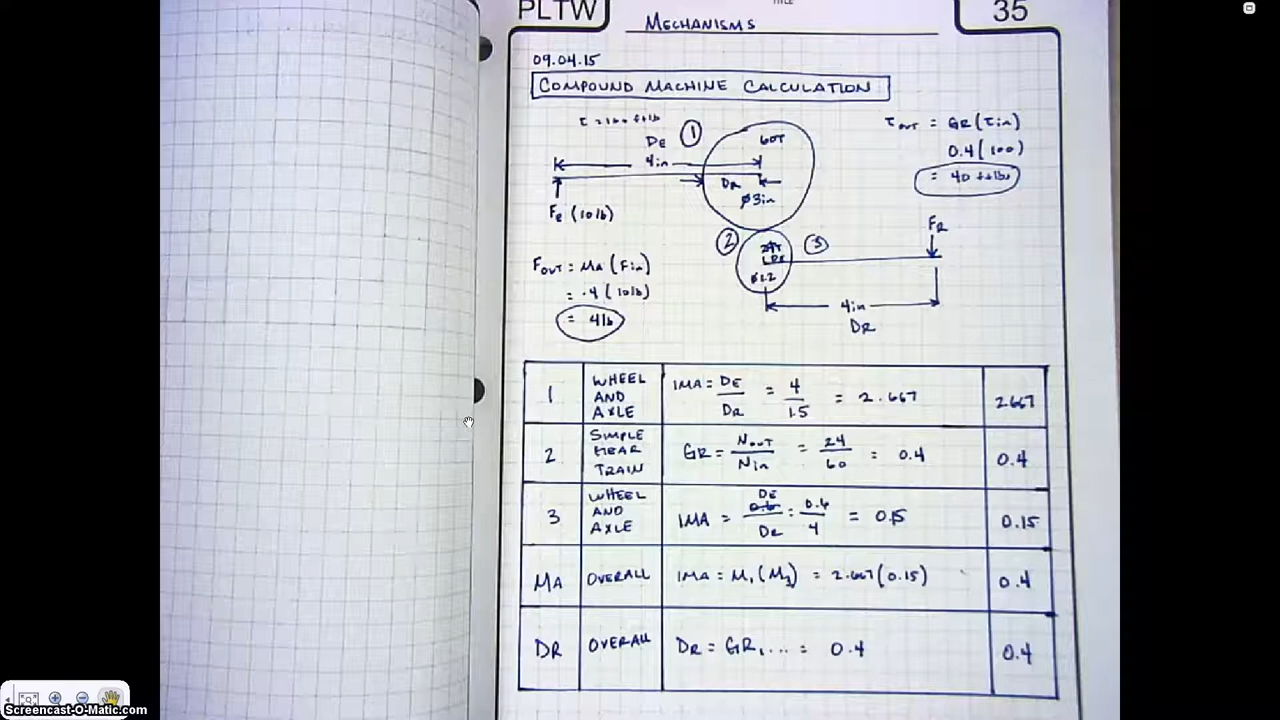 PLTW
TITLE
MECHANISMS
35
09.04.15
COMPOUND MACHINE CALCULATION
DE
1
4in
60T
DR
Ø3in
FE (10lb)
τOUT = GR(τin)
0.4(100)
= 40 ft·lbs
2
3
FR
Ø1.2
4in
DR
FOUT = MA (Fin)
= .4 (10lb)
= 4lb
1
WHEEL
AND
AXLE
IMA = DE/DR = 4/1.5 = 2.667
2.667
2
SIMPLE
GEAR
TRAIN
GR = NOUT/Nin = 24/60 = 0.4
0.4
3
WHEEL
AND
AXLE
IMA = DE/DR = 0.6/4 = 0.15
0.15
MA
OVERALL
IMA = M1(M3) = 2.667(0.15)
0.4
DR
OVERALL
DR = GR1 ... = 0.4
0.4
Screencast-O-Matic.com